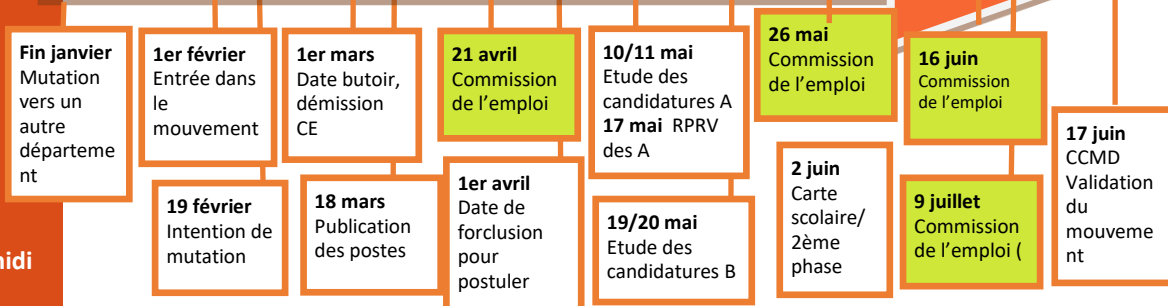 Fin janvier
Mutation
vers un
autre
départeme
nt
1er février
Entrée dans
le
mouvement
19 février
Intention de
mutation
1er mars
Date butoir,
démission
CE
18 mars
Publication
des postes
21 avril
Commission
de l'emploi
1er avril
Date de
forclusion
pour
postuler
10/11 mai
Etude des
candidatures A
17 mai RPRV
des A
19/20 mai
Etude des
candidatures B
26 mai
Commission
de l'emploi
2 juin
Carte
scolaire/
2ème
phase
16 juin
Commission
de l'emploi
9 juillet
Commission
de l'emploi (
17 juin
CCMD
Validation
du
mouveme
nt